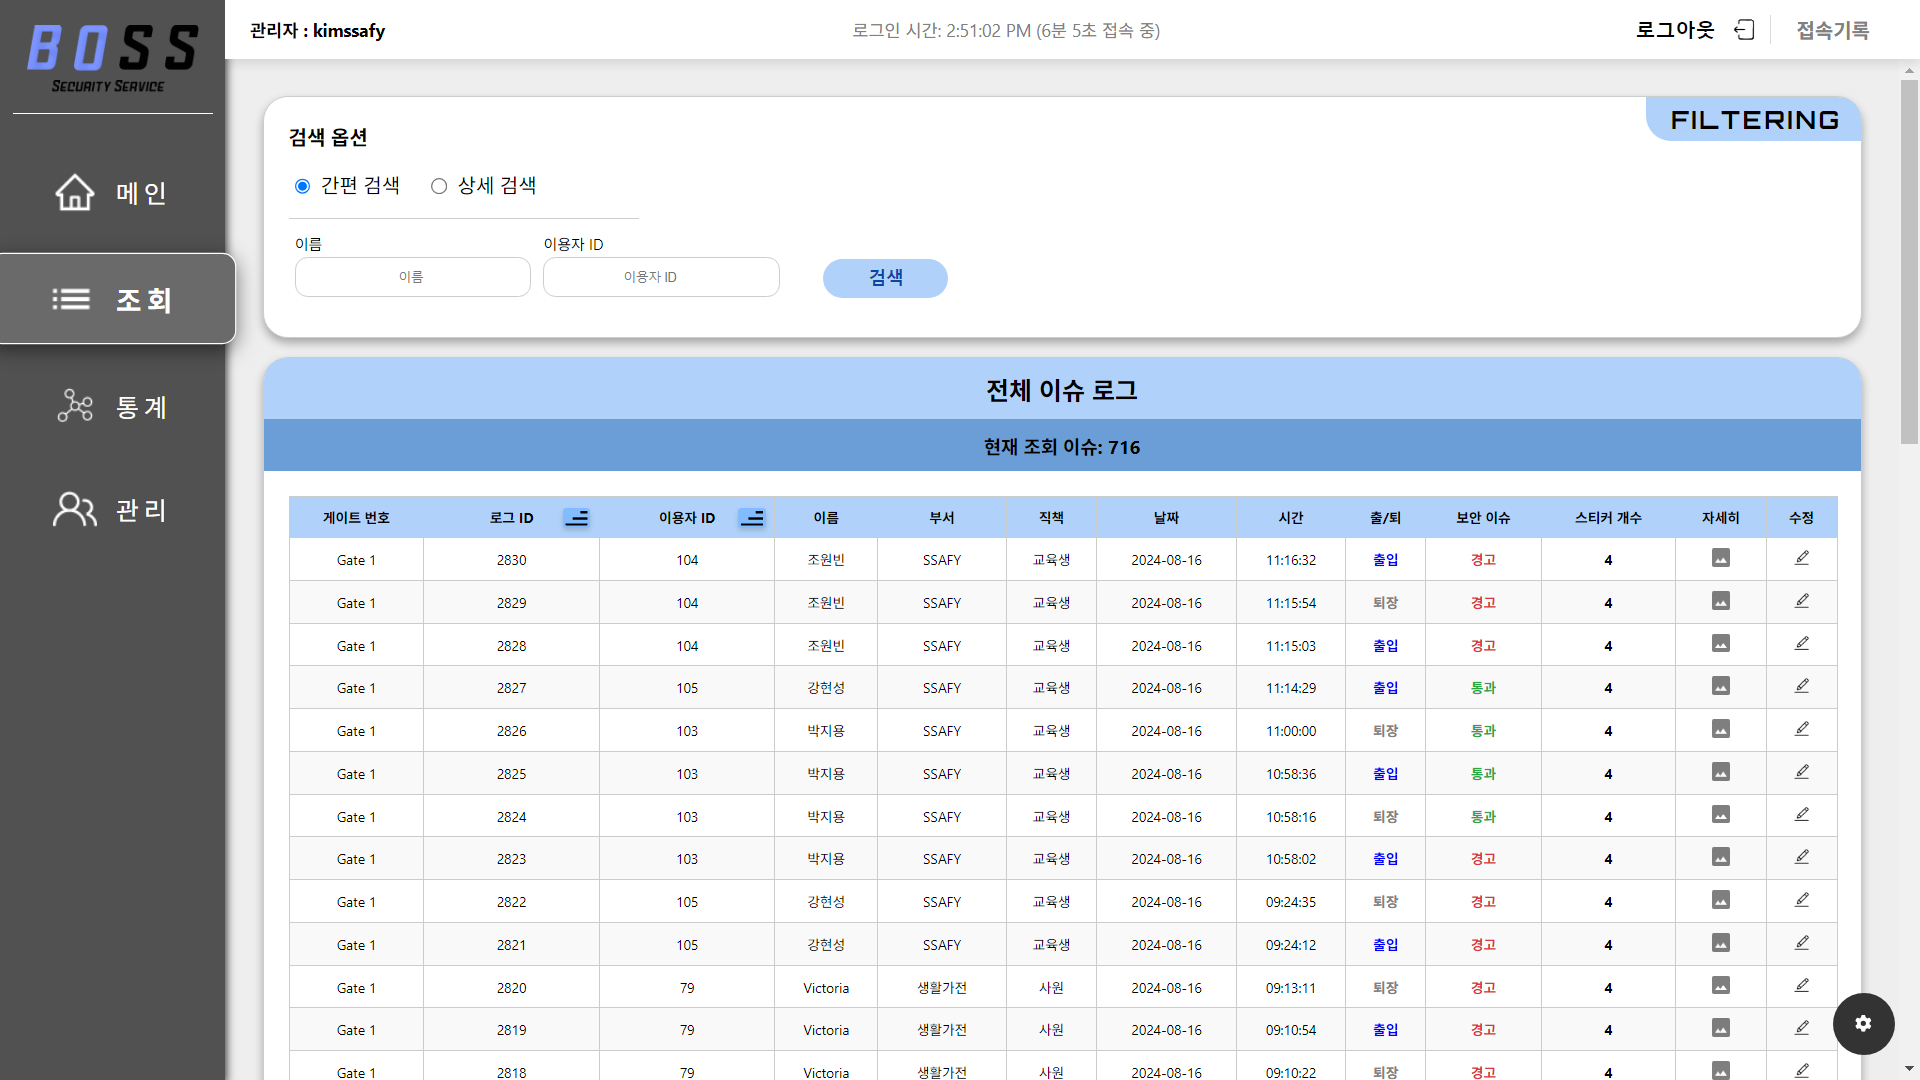 BOSS
SECURITY SERVICE
메인
조회
통계
관리
관리자 : kimssafy
로그인 시간: 2:51:02 PM (6분 5초 접속 중)
로그아웃
접속기록
FILTERING
검색 옵션
간편 검색 상세 검색
이름 이용자 ID
이름 이용자 ID 검색
전체 이슈 로그
현재 조회 이슈: 716
게이트 번호 로그 ID 이용자 ID 이름 부서 직책 날짜 시간 출/퇴 보안 이슈 스티커 개수 자세히 수정
Gate 1 2830 104 조원빈 SSAFY 교육생 2024-08-16 11:16:32 출입 경고 4
Gate 1 2829 104 조원빈 SSAFY 교육생 2024-08-16 11:15:54 퇴장 경고 4
Gate 1 2828 104 조원빈 SSAFY 교육생 2024-08-16 11:15:03 출입 경고 4
Gate 1 2827 105 강현성 SSAFY 교육생 2024-08-16 11:14:29 출입 통과 4
Gate 1 2826 103 박지용 SSAFY 교육생 2024-08-16 11:00:00 퇴장 통과 4
Gate 1 2825 103 박지용 SSAFY 교육생 2024-08-16 10:58:36 출입 통과 4
Gate 1 2824 103 박지용 SSAFY 교육생 2024-08-16 10:58:16 퇴장 통과 4
Gate 1 2823 103 박지용 SSAFY 교육생 2024-08-16 10:58:02 출입 경고 4
Gate 1 2822 105 강현성 SSAFY 교육생 2024-08-16 09:24:35 퇴장 경고 4
Gate 1 2821 105 강현성 SSAFY 교육생 2024-08-16 09:24:12 출입 경고 4
Gate 1 2820 79 Victoria 생활가전 사원 2024-08-16 09:13:11 퇴장 경고 4
Gate 1 2819 79 Victoria 생활가전 사원 2024-08-16 09:10:54 출입 경고 4
Gate 1 2818 79 Victoria 생활가전 사원 2024-08-16 09:10:22 퇴장 경고 4